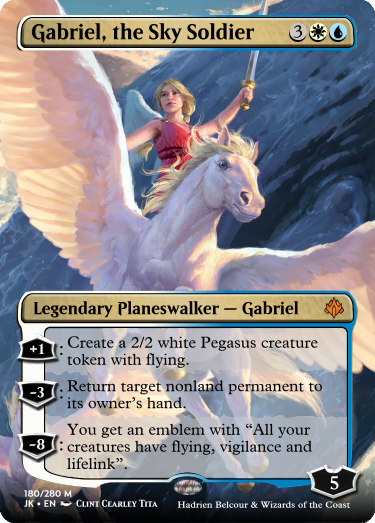 Gabriel, the Sky Soldier 3
Legendary Planeswalker — Gabriel
+1: Create a 2/2 white Pegasus creature
token with flying.
-3: Return target nonland permanent to
its owner's hand.
-8: You get an emblem with “All your
creatures have flying, vigilance and
lifelink”.
5
180/280 M
JK • EN Clint Cearley Tita
Hadrien Belcour & Wizards of the Coast